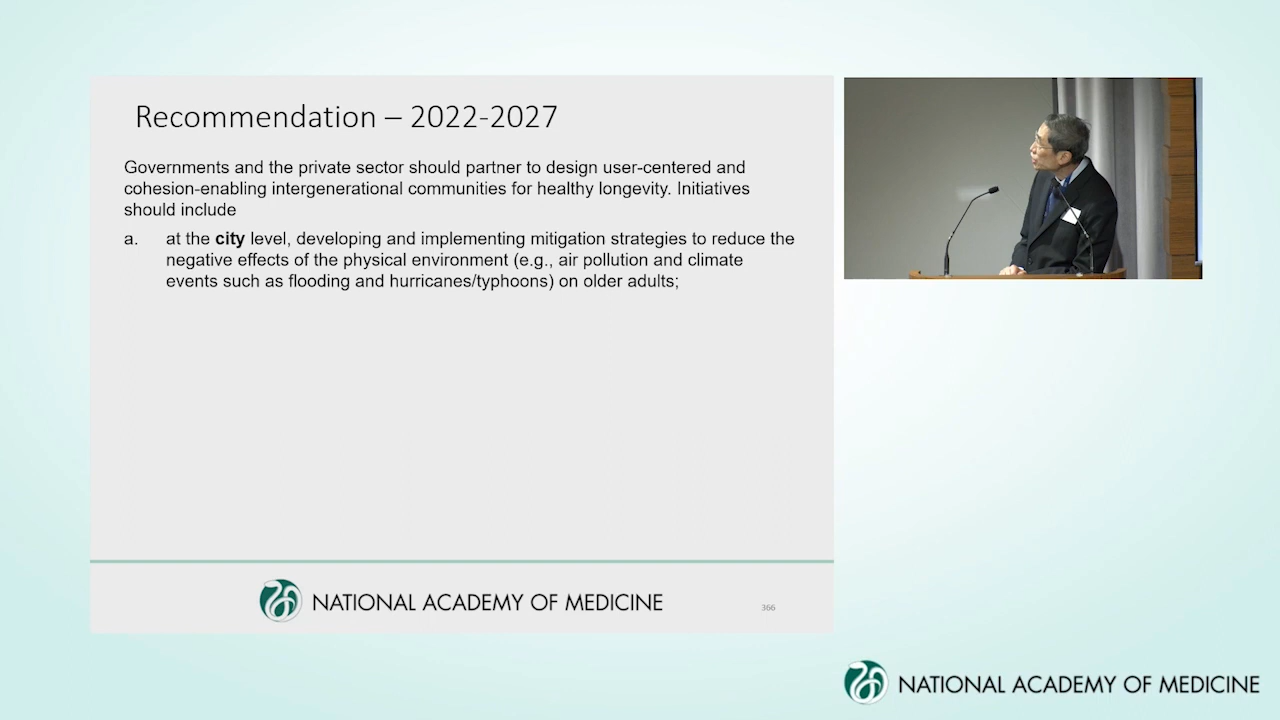 Recommendation – 2022-2027
Governments and the private sector should partner to design user-centered and
cohesion-enabling intergenerational communities for healthy longevity. Initiatives
should include
a. at the city level, developing and implementing mitigation strategies to reduce the
negative effects of the physical environment (e.g., air pollution and climate
events such as flooding and hurricanes/typhoons) on older adults;
NATIONAL ACADEMY OF MEDICINE
366
NATIONAL ACADEMY OF MEDICINE